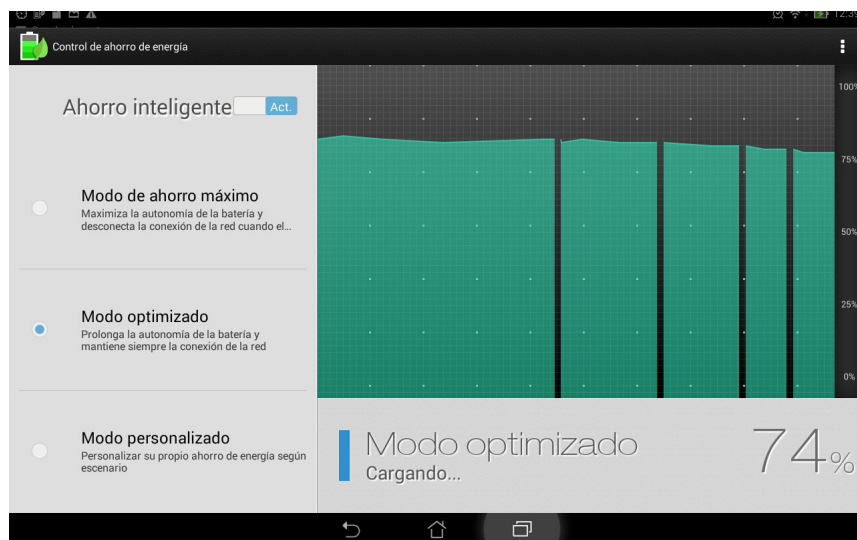 12:35
Control de ahorro de energía
Ahorro inteligente Act.
Modo de ahorro máximo
Maximiza la autonomía de la batería y
desconecta la conexión de la red cuando el...
Modo optimizado
Prolonga la autonomía de la batería y
mantiene siempre la conexión de la red
Modo personalizado
Personalizar su propio ahorro de energía según
escenario
100%
75%
50%
25%
0%
Modo optimizado
Cargando...
74%